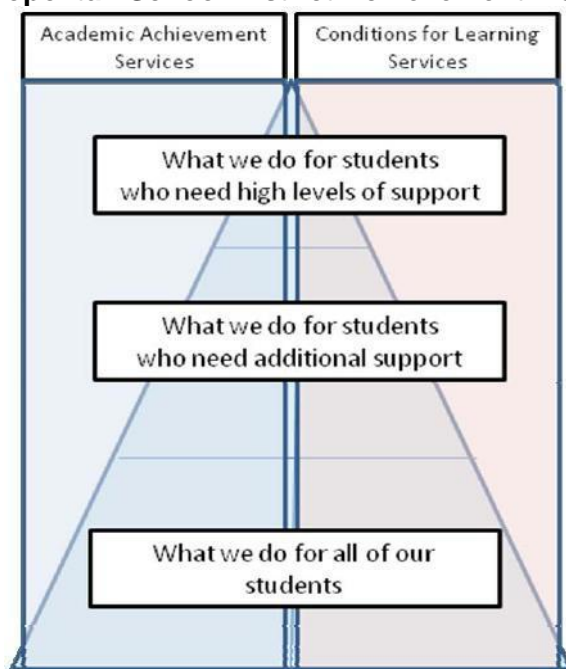 Academic Achievement
Services
Conditions for Learning
Services
What we do for students
who need high levels of support
What we do for students
who need additional support
What we do for all of our
students